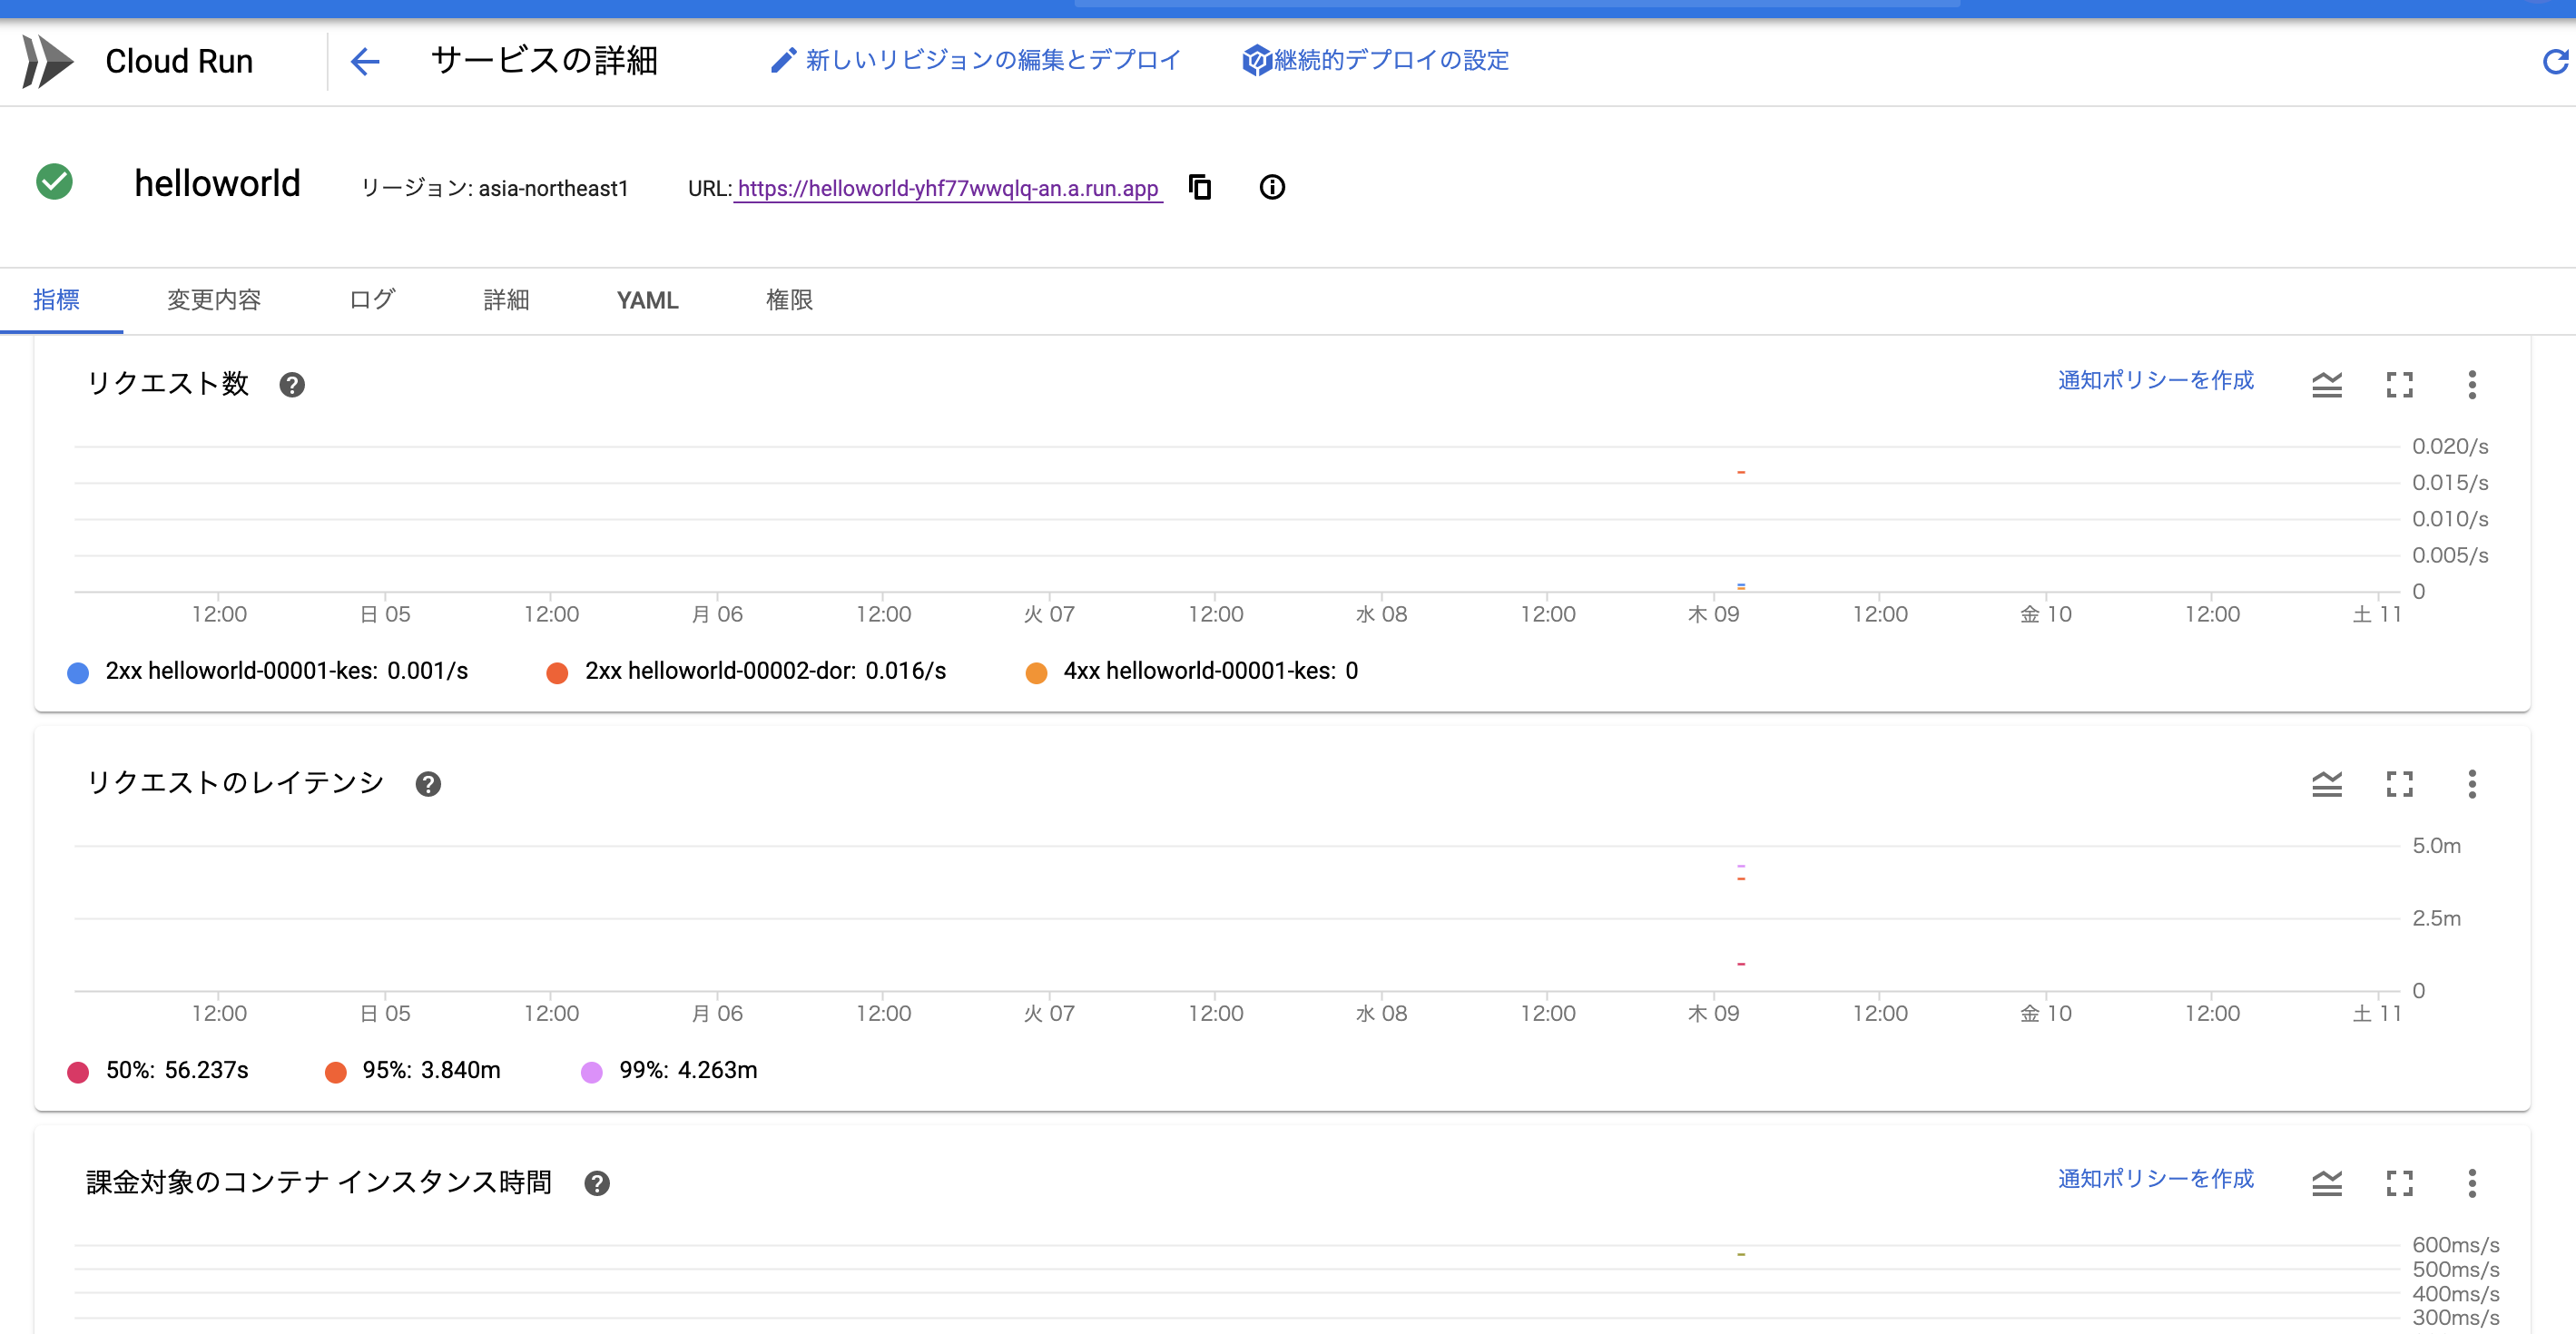 Cloud Run サービスの詳細 新しいリビジョンの編集とデプロイ 継続的デプロイの設定
helloworld リージョン: asia-northeast1 URL: https://helloworld-yhf77wwqlq-an.a.run.app
指標 変更内容 ログ 詳細 YAML 権限
リクエスト数 通知ポリシーを作成
0.020/s
0.015/s
0.010/s
0.005/s
0
12:00 日 05 12:00 月 06 12:00 火 07 12:00 水 08 12:00 木 09 12:00 金 10 12:00 土 11
2xx helloworld-00001-kes: 0.001/s 2xx helloworld-00002-dor: 0.016/s 4xx helloworld-00001-kes: 0
リクエストのレイテンシ
5.0m
2.5m
0
12:00 日 05 12:00 月 06 12:00 火 07 12:00 水 08 12:00 木 09 12:00 金 10 12:00 土 11
50%: 56.237s 95%: 3.840m 99%: 4.263m
課金対象のコンテナ インスタンス時間 通知ポリシーを作成
600ms/s
500ms/s
400ms/s
300ms/s